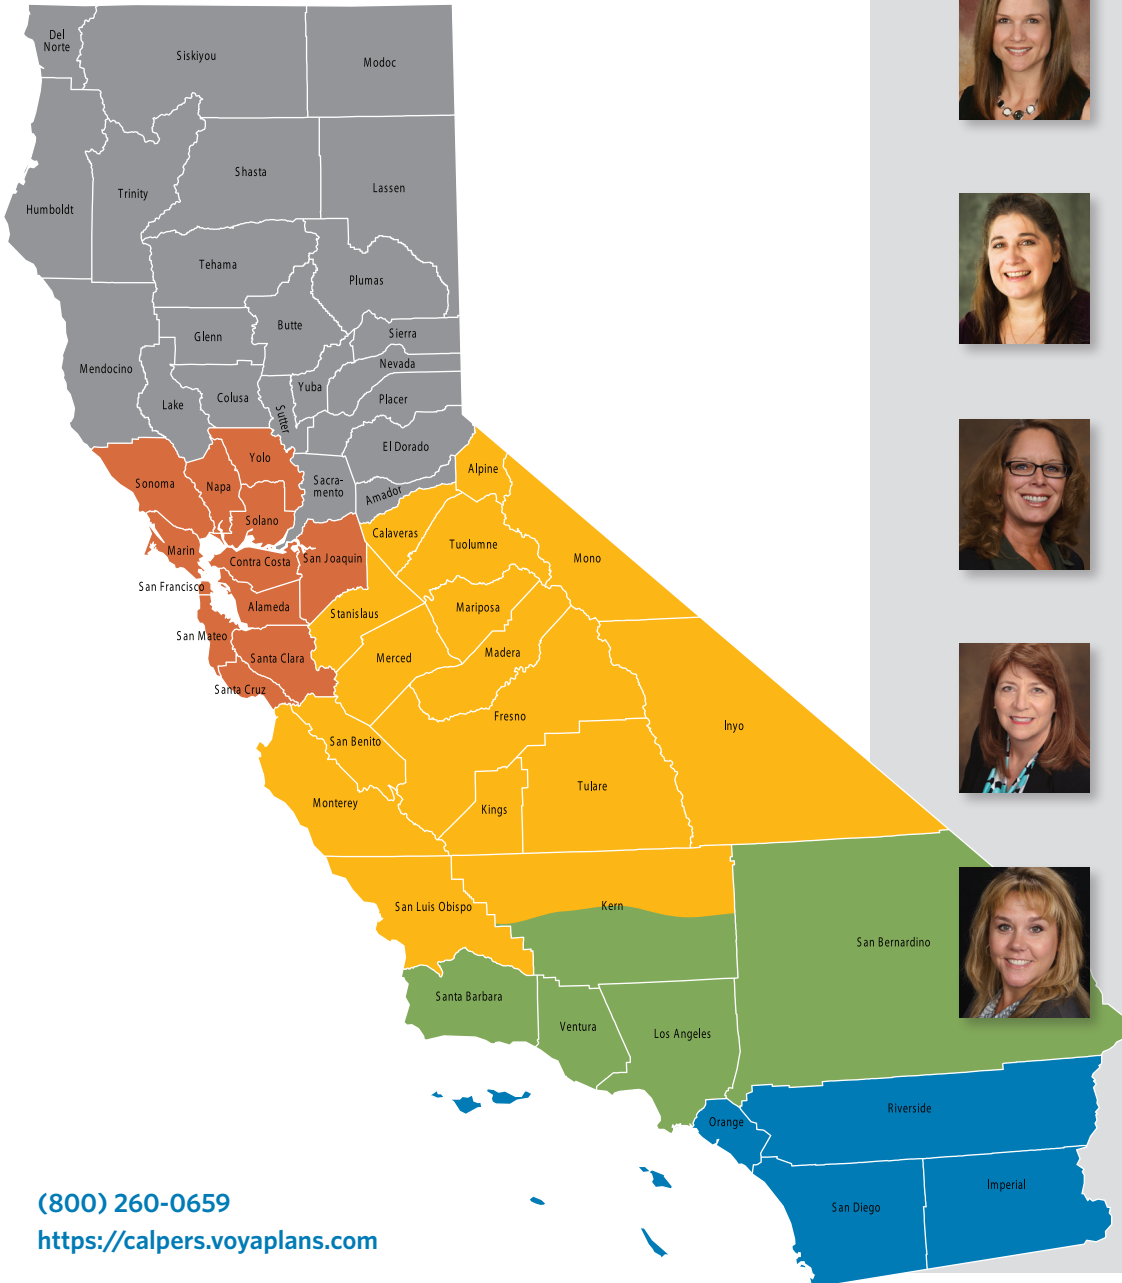 Del
Norte
Siskiyou
Modoc
Shasta
Trinity
Lassen
Humboldt
Tehama
Plumas
Butte
Glenn
Sierra
Nevada
Mendocino
Yuba
Colusa
Placer
Lake
Sutter
El Dorado
Yolo
Alpine
Sonoma
Napa
Sacra-
mento
Amador
Solano
Calaveras
Tuolumne
Marin
Contra Costa
San Joaquin
Mono
San Francisco
Alameda
Stanislaus
Mariposa
San Mateo
Santa Clara
Merced
Madera
Santa Cruz
Fresno
Inyo
San Benito
Tulare
Monterey
Kings
San Luis Obispo
Kern
San Bernardino
Santa Barbara
Ventura
Los Angeles
Riverside
Orange
Imperial
San Diego
(800) 260-0659
https://calpers.voyaplans.com